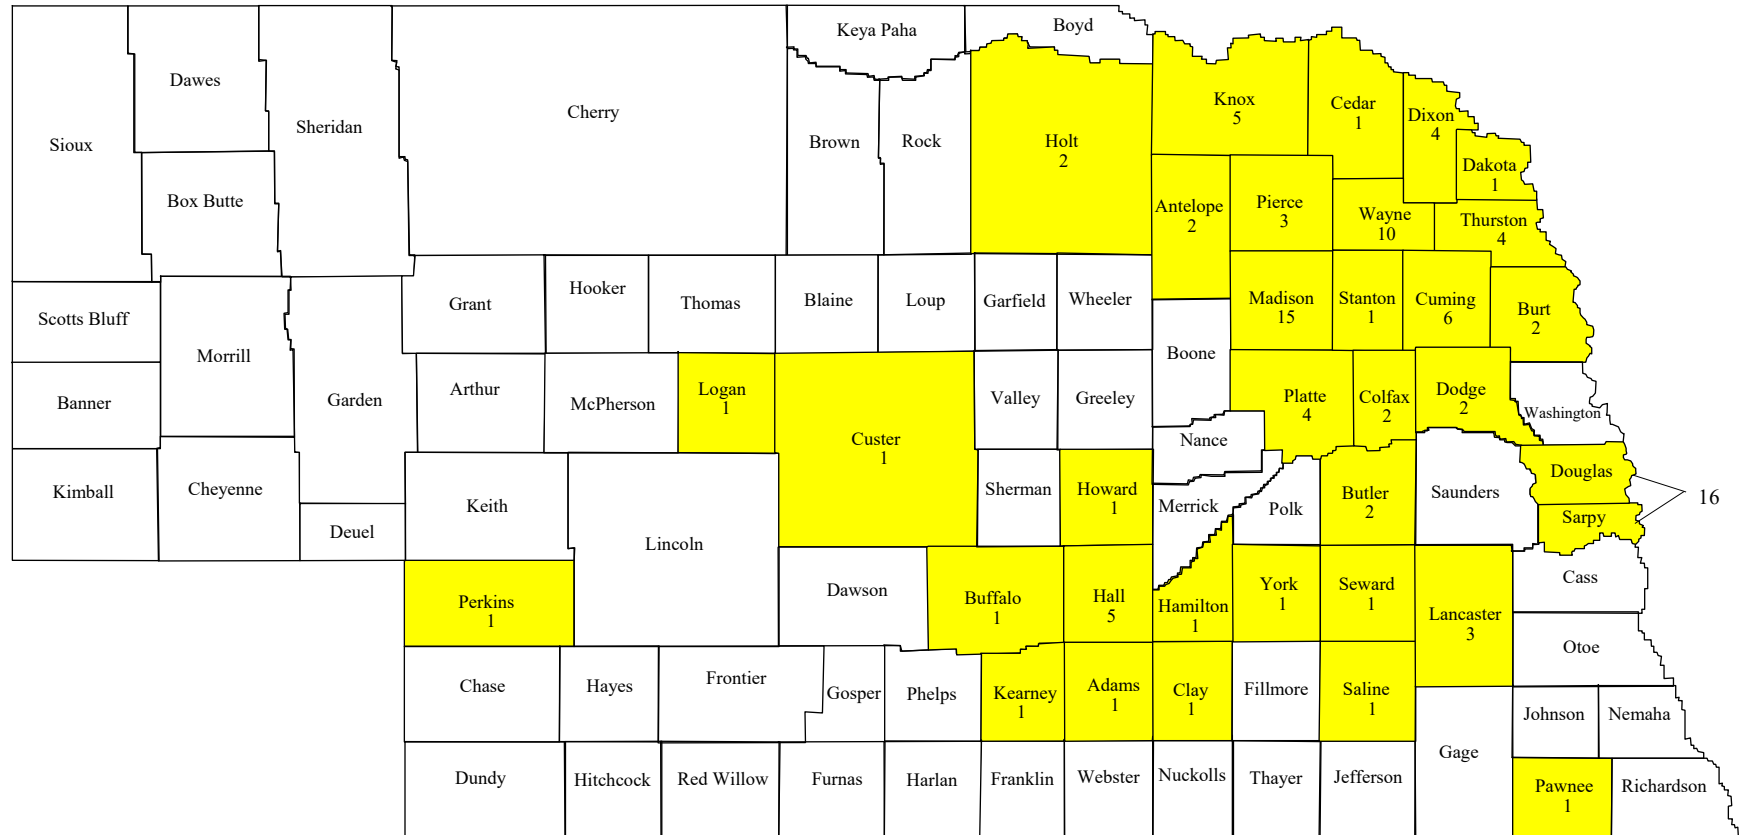 Keya Paha
Boyd
Dawes
Sioux
Sheridan
Cherry
Brown
Rock
Holt
2
Knox
5
Cedar
1
Dixon
4
Dakota
1
Box Butte
Antelope
2
Pierce
3
Wayne
10
Thurston
4
Scotts Bluff
Morrill
Grant
Hooker
Thomas
Blaine
Loup
Garfield
Wheeler
Madison
15
Stanton
1
Cuming
6
Burt
2
Boone
Banner
Garden
Arthur
McPherson
Logan
1
Custer
1
Valley
Greeley
Platte
4
Colfax
2
Dodge
2
Washington
Nance
Kimball
Cheyenne
Keith
Sherman
Howard
1
Merrick
Polk
Butler
2
Saunders
Douglas
16
Sarpy
Deuel
Lincoln
Perkins
1
Dawson
Buffalo
1
Hall
5
Hamilton
1
York
1
Seward
1
Lancaster
3
Cass
Otoe
Chase
Hayes
Frontier
Gosper
Phelps
Kearney
1
Adams
1
Clay
1
Fillmore
Saline
1
Johnson
Nemaha
Dundy
Hitchcock
Red Willow
Furnas
Harlan
Franklin
Webster
Nuckolls
Thayer
Jefferson
Gage
Pawnee
1
Richardson